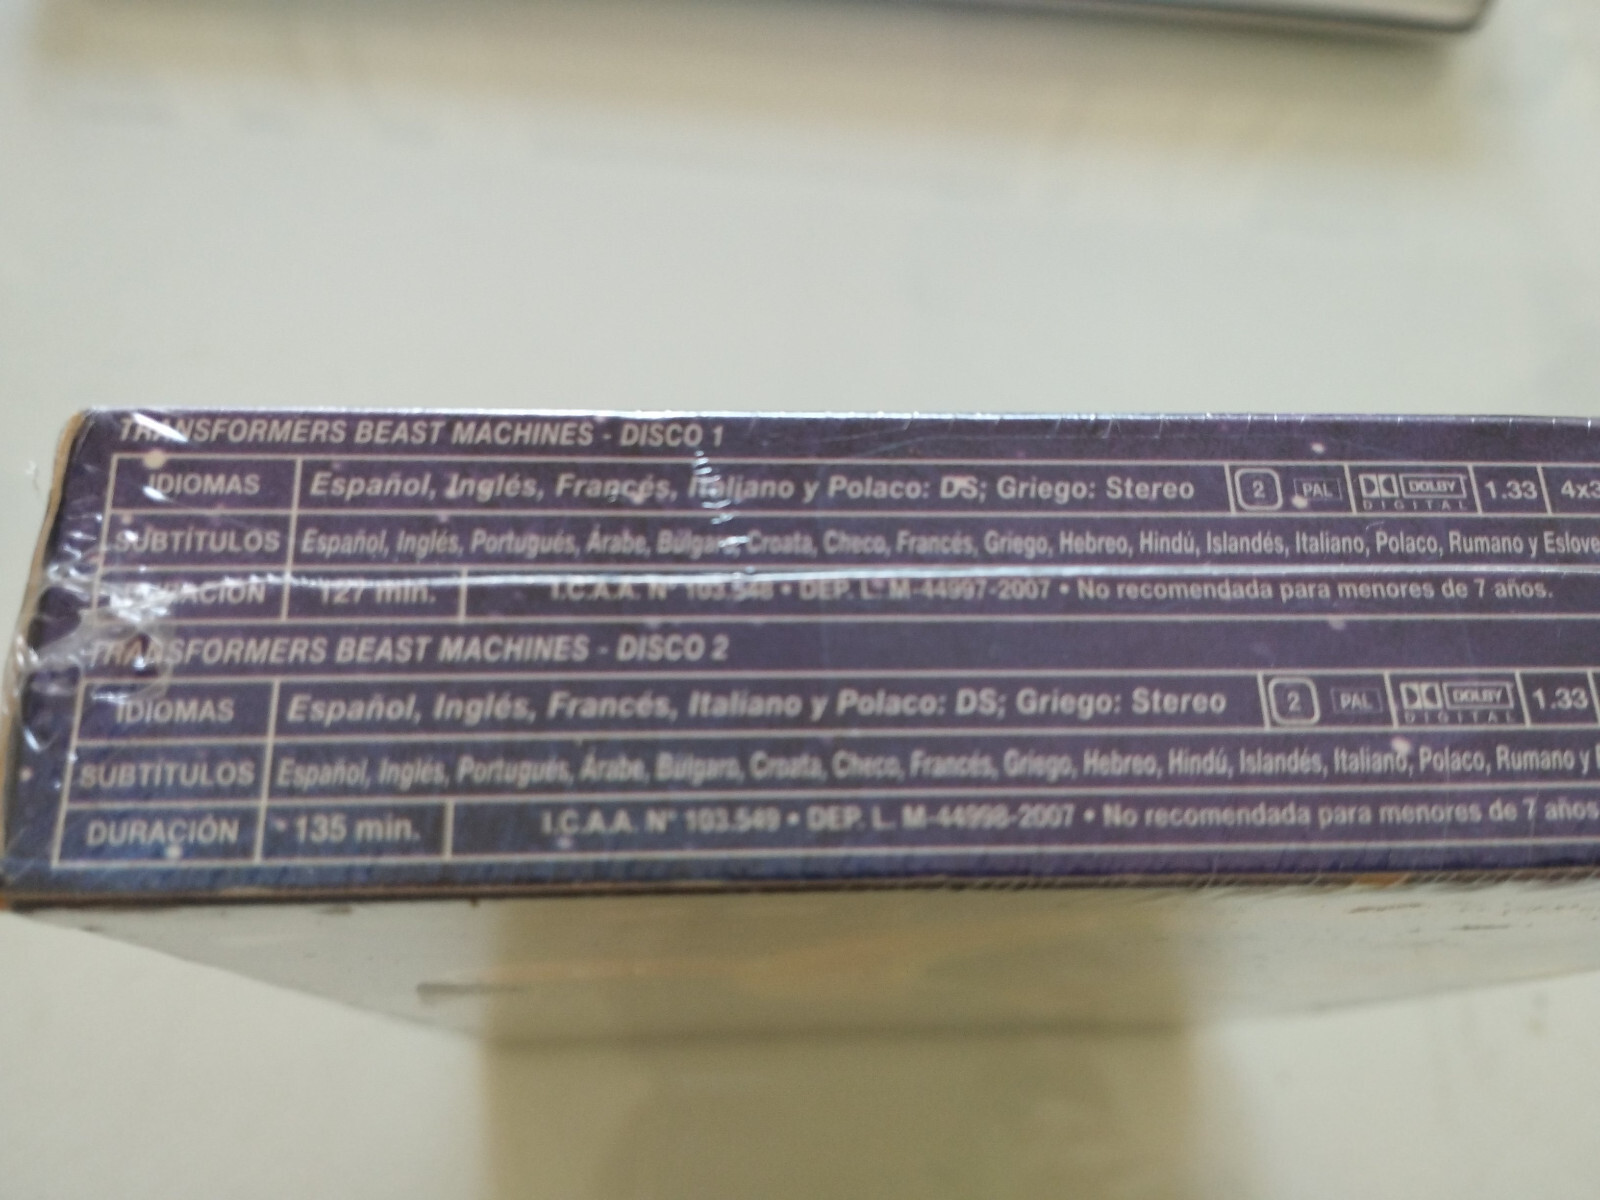 TRANSFORMERS BEAST MACHINES - DISCO 1
IDIOMAS Español, Inglés, Francés, Italiano y Polaco: DS; Griego: Stereo 2 PAL DOLBY DIGITAL 1.33 4x3
SUBTÍTULOS Español, Inglés, Portugués, Árabe, Búlgaro, Croata, Checo, Francés, Griego, Hebreo, Hindú, Islandés, Italiano, Polaco, Rumano y Eslove
DURACIÓN 127 min. I.C.A.A. Nº 103.548 • DEP. L. M-44997-2007 • No recomendada para menores de 7 años.
TRANSFORMERS BEAST MACHINES - DISCO 2
IDIOMAS Español, Inglés, Francés, Italiano y Polaco: DS; Griego: Stereo 2 PAL DOLBY DIGITAL 1.33
SUBTÍTULOS Español, Inglés, Portugués, Árabe, Búlgaro, Croata, Checo, Francés, Griego, Hebreo, Hindú, Islandés, Italiano, Polaco, Rumano y
DURACIÓN 135 min. I.C.A.A. Nº 103.549 • DEP. L. M-44998-2007 • No recomendada para menores de 7 años